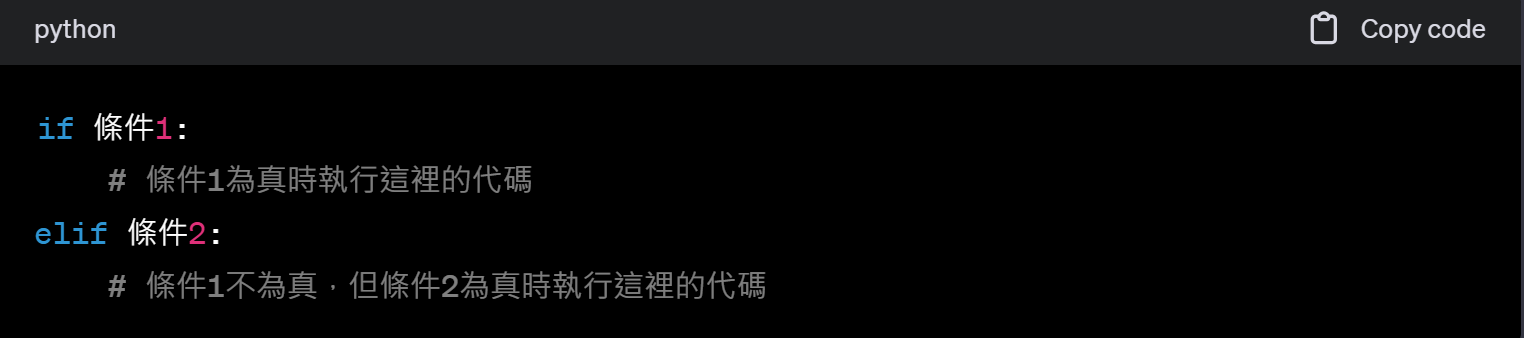 python
Copy code
if 條件1:
# 條件1為真時執行這裡的代碼
elif 條件2:
# 條件1不為真，但條件2為真時執行這裡的代碼